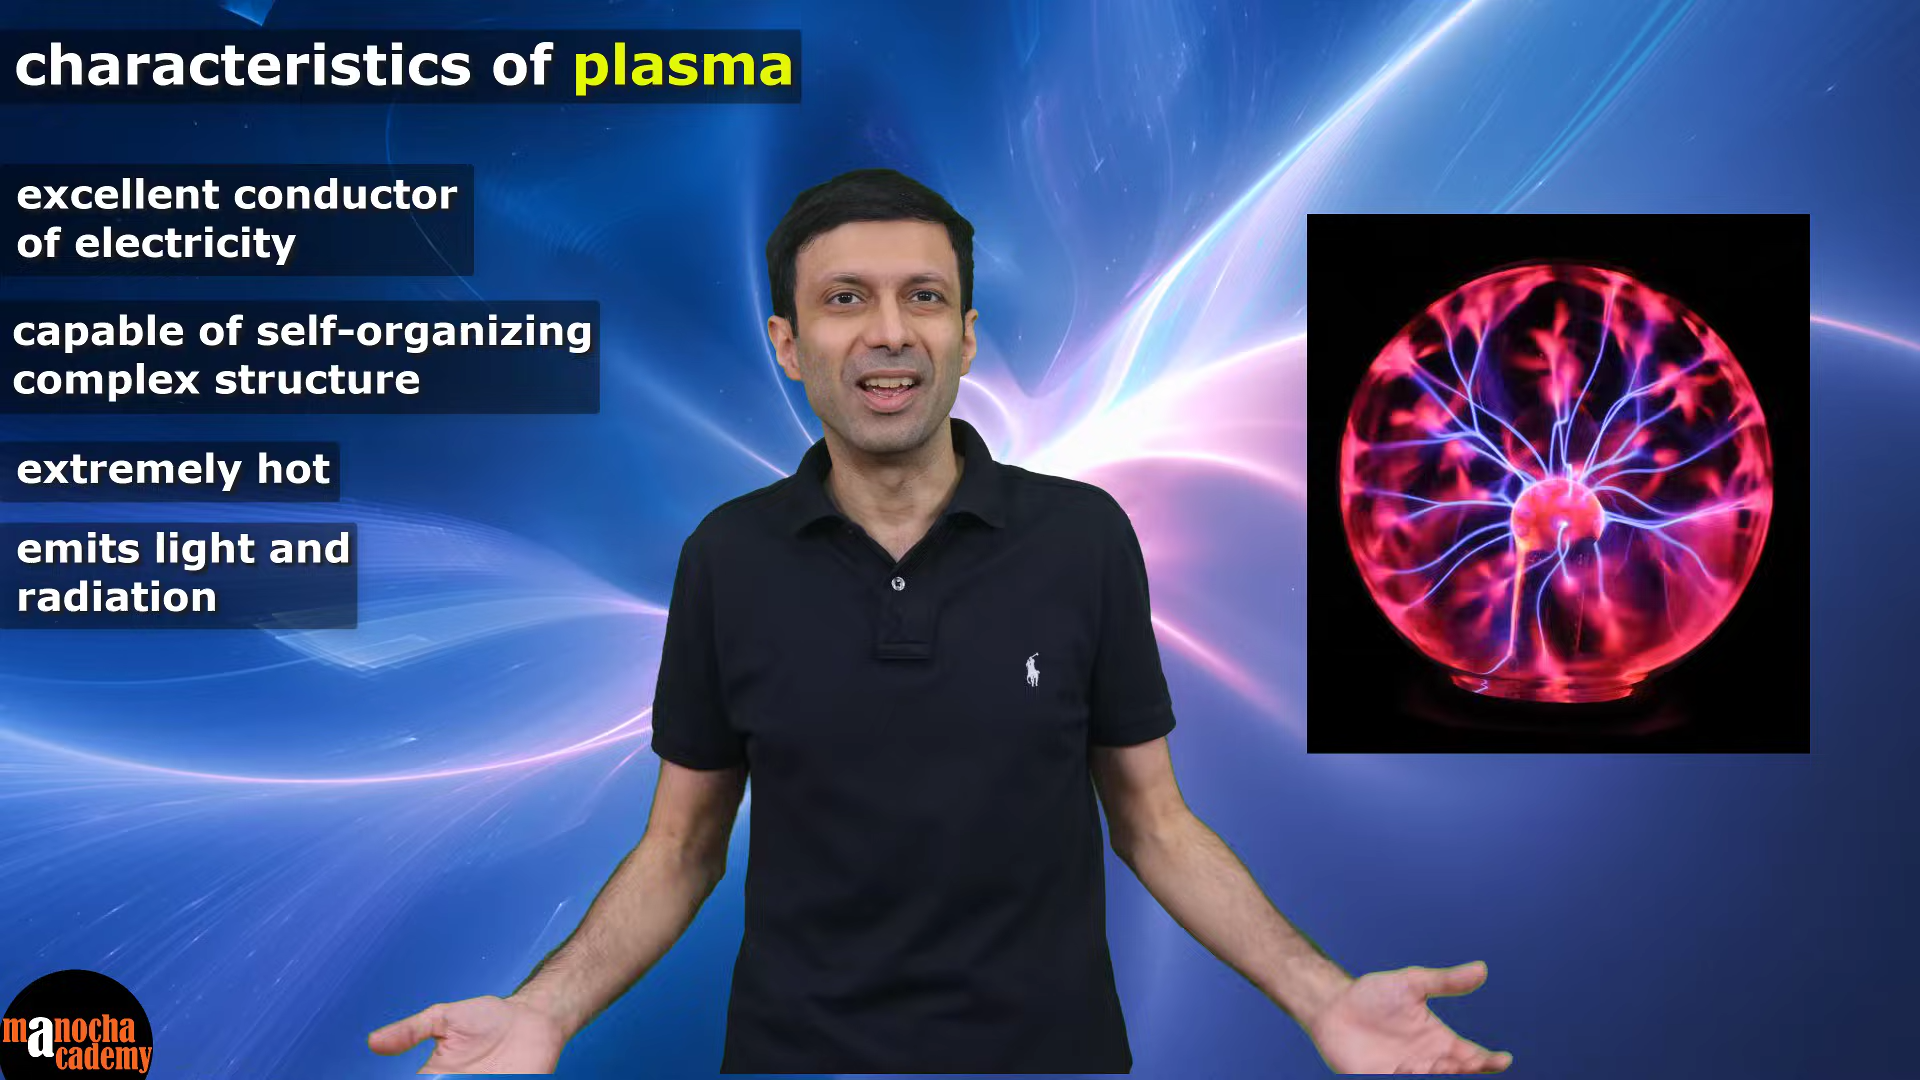 characteristics of plasma
excellent conductor
of electricity
capable of self-organizing
complex structure
extremely hot
emits light and
radiation
manocha
cademy